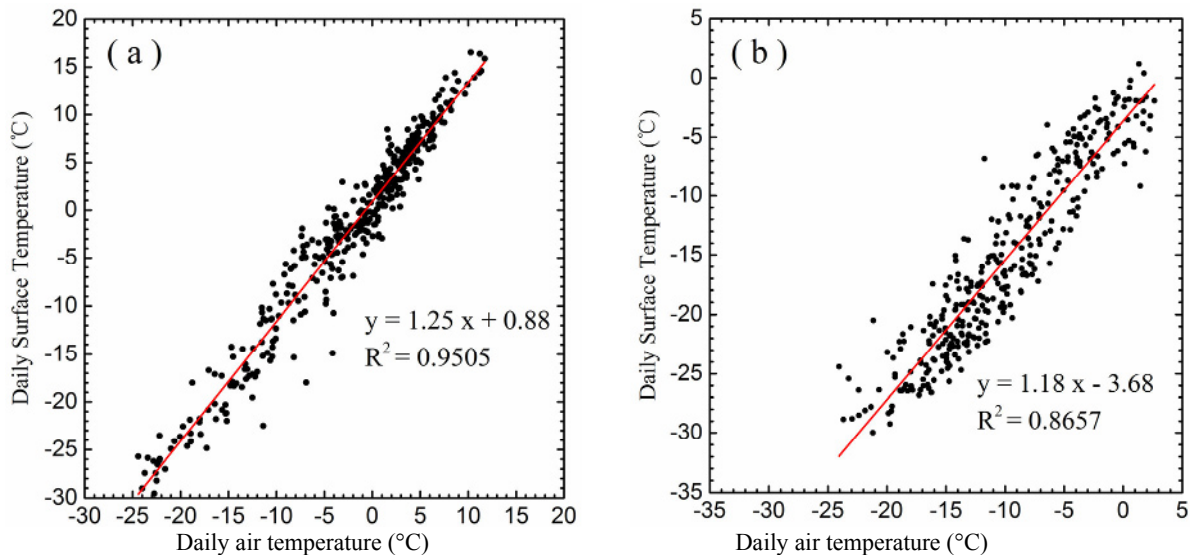 ( a )
Daily Surface Temperature (℃)
20
15
10
5
0
-5
-10
-15
-20
-25
-30
y = 1.25 x + 0.88
R² = 0.9505
-30 -25 -20 -15 -10 -5 0 5 10 15 20
Daily air temperature (°C)
( b )
Daily Surface Temperature (℃)
5
0
-5
-10
-15
-20
-25
-30
-35
y = 1.18 x - 3.68
R² = 0.8657
-35 -30 -25 -20 -15 -10 -5 0 5
Daily air temperature (°C)